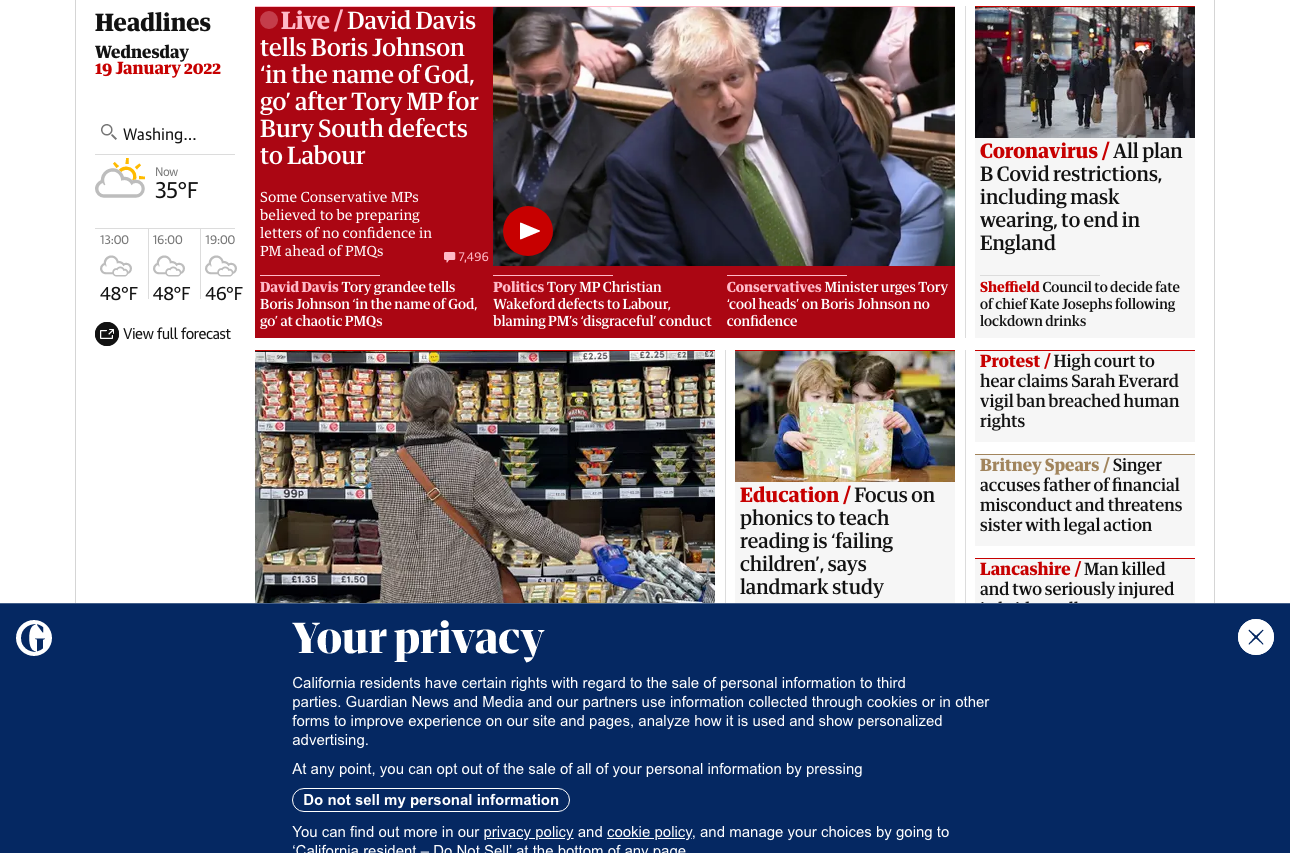 Headlines
Wednesday
19 January 2022
Washing...
Now
35°F
13:00
16:00
19:00
48°F
48°F
46°F
View full forecast
Live / David Davis
tells Boris Johnson
‘in the name of God,
go’ after Tory MP for
Bury South defects
to Labour
Some Conservative MPs
believed to be preparing
letters of no confidence in
PM ahead of PMQs
7,496
David Davis Tory grandee tells
Boris Johnson ‘in the name of God,
go’ at chaotic PMQs
Politics Tory MP Christian
Wakeford defects to Labour,
blaming PM’s ‘disgraceful’ conduct
Conservatives Minister urges Tory
‘cool heads’ on Boris Johnson no
confidence
Coronavirus / All plan
B Covid restrictions,
including mask
wearing, to end in
England
Sheffield Council to decide fate
of chief Kate Josephs following
lockdown drinks
£2.25
£2.25
99p
£1.35
£1.50
Education / Focus on
phonics to teach
reading is ‘failing
children’, says
landmark study
Protest / High court to
hear claims Sarah Everard
vigil ban breached human
rights
Britney Spears / Singer
accuses father of financial
misconduct and threatens
sister with legal action
Lancashire / Man killed
and two seriously injured
Your privacy
California residents have certain rights with regard to the sale of personal information to third
parties. Guardian News and Media and our partners use information collected through cookies or in other
forms to improve experience on our site and pages, analyze how it is used and show personalized
advertising.
At any point, you can opt out of the sale of all of your personal information by pressing
Do not sell my personal information
You can find out more in our privacy policy and cookie policy, and manage your choices by going to
‘California resident – Do Not Sell’ at the bottom of any page.